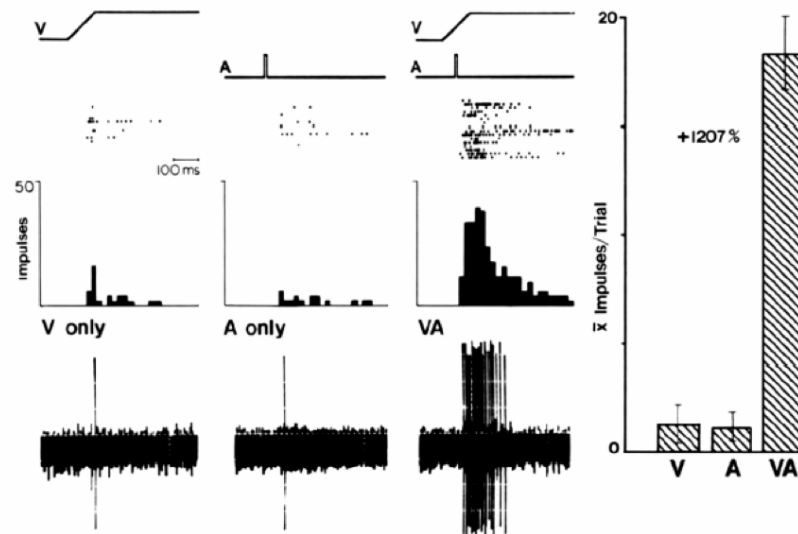 V
A
V
A
100 ms
50
Impulses
V only
A only
VA
20
x̄ Impulses/Trial
+1207%
0
V
A
VA